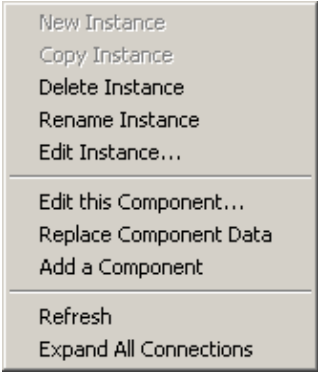 New Instance
Copy Instance
Delete Instance
Rename Instance
Edit Instance...
Edit this Component...
Replace Component Data
Add a Component
Refresh
Expand All Connections